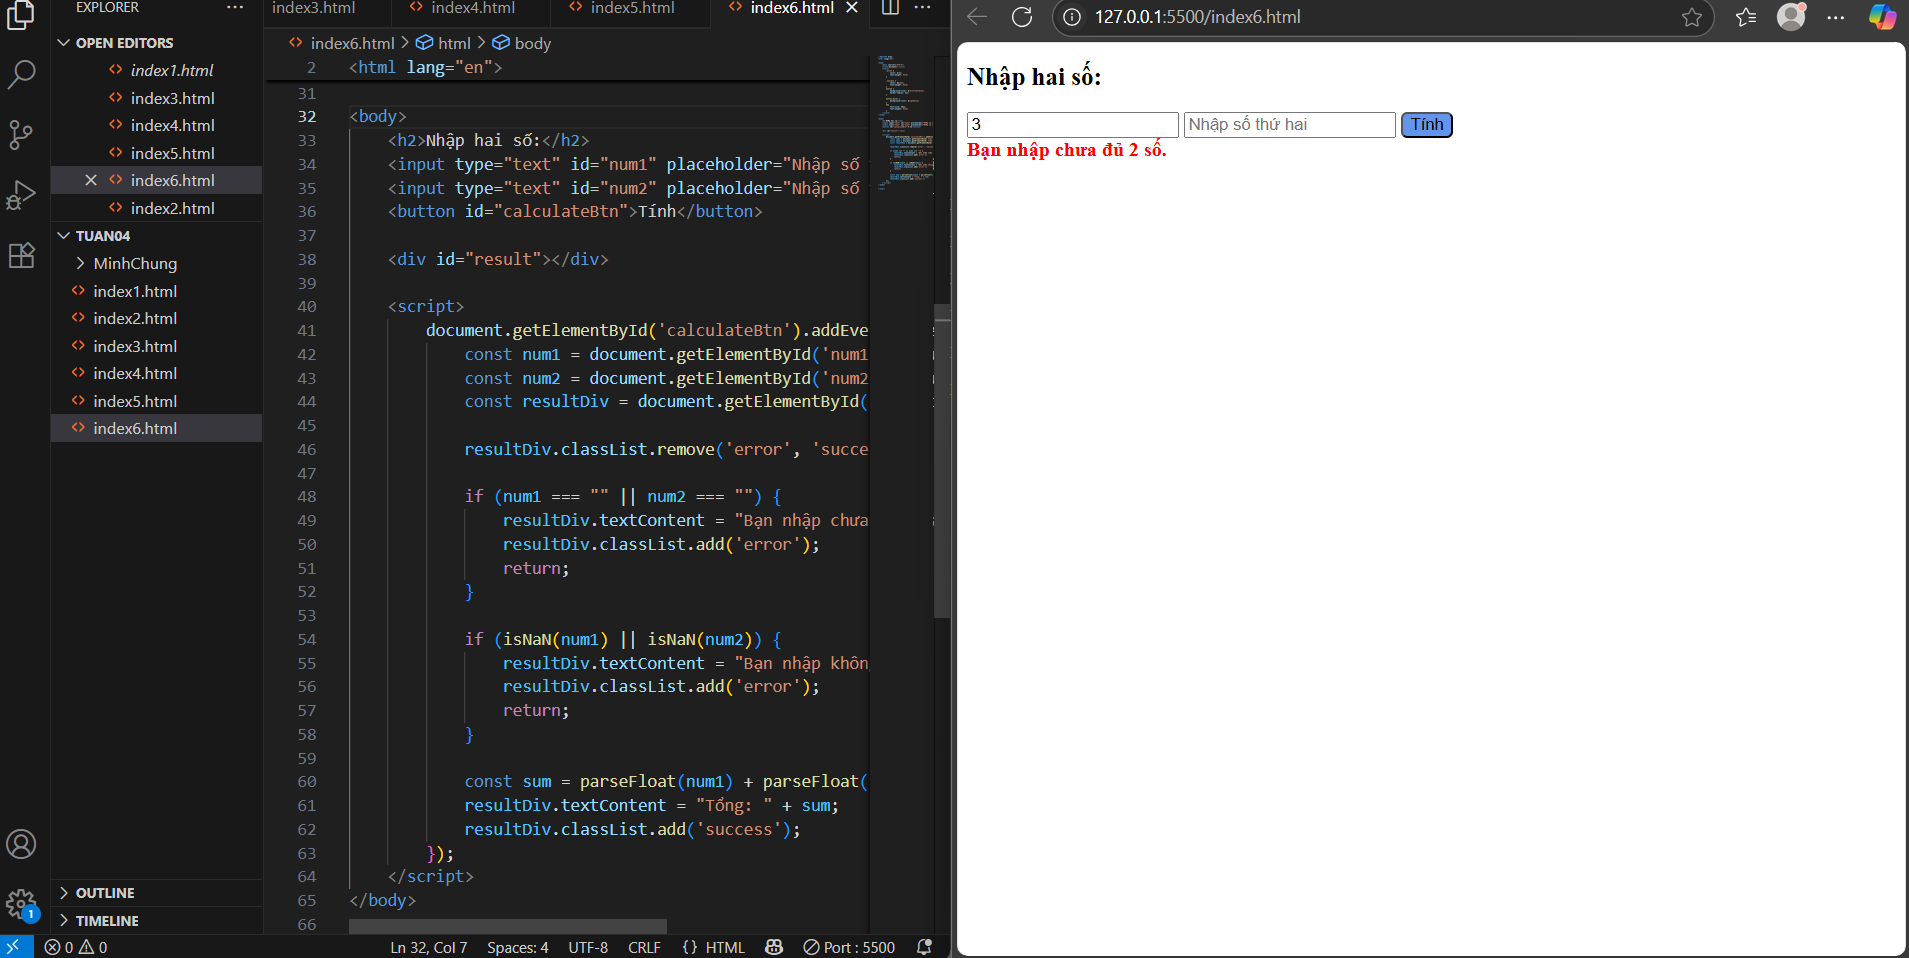 EXPLORER
OPEN EDITORS
index1.html
index3.html
index4.html
index5.html
index6.html
index2.html
TUAN04
MinhChung
index1.html
index2.html
index3.html
index4.html
index5.html
index6.html
OUTLINE
TIMELINE
1
index3.html index4.html index5.html index6.html
index6.html > html > body
2 <html lang="en">
31
32 <body>
33 <h2>Nhập hai số:</h2>
34 <input type="text" id="num1" placeholder="Nhập số
35 <input type="text" id="num2" placeholder="Nhập số
36 <button id="calculateBtn">Tính</button>
37
38 <div id="result"></div>
39
40 <script>
41 document.getElementById('calculateBtn').addEve
42 const num1 = document.getElementById('num1
43 const num2 = document.getElementById('num2
44 const resultDiv = document.getElementById(
45
46 resultDiv.classList.remove('error', 'succe
47
48 if (num1 === "" || num2 === "") {
49 resultDiv.textContent = "Bạn nhập chưa
50 resultDiv.classList.add('error');
51 return;
52 }
53
54 if (isNaN(num1) || isNaN(num2)) {
55 resultDiv.textContent = "Bạn nhập khôn
56 resultDiv.classList.add('error');
57 return;
58 }
59
60 const sum = parseFloat(num1) + parseFloat(
61 resultDiv.textContent = "Tổng: " + sum;
62 resultDiv.classList.add('success');
63 });
64 </script>
65 </body>
66
0 0 Ln 32, Col 7 Spaces: 4 UTF-8 CRLF {} HTML Port : 5500
127.0.0.1:5500/index6.html
Nhập hai số:
3 Nhập số thứ hai Tính
Bạn nhập chưa đủ 2 số.